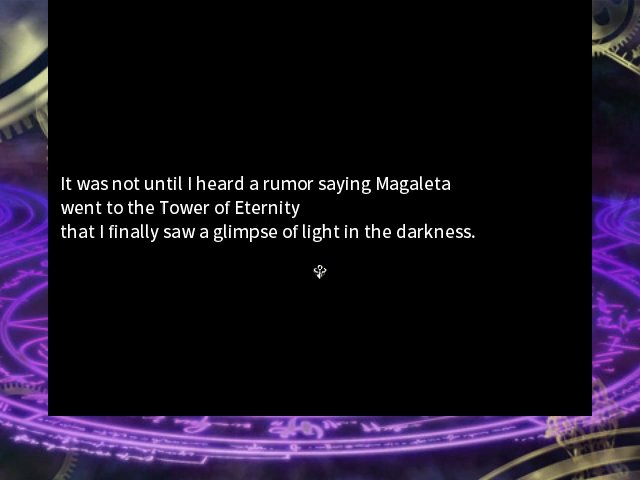 It was not until I heard a rumor saying Magaleta
went to the Tower of Eternity
that I finally saw a glimpse of light in the darkness.